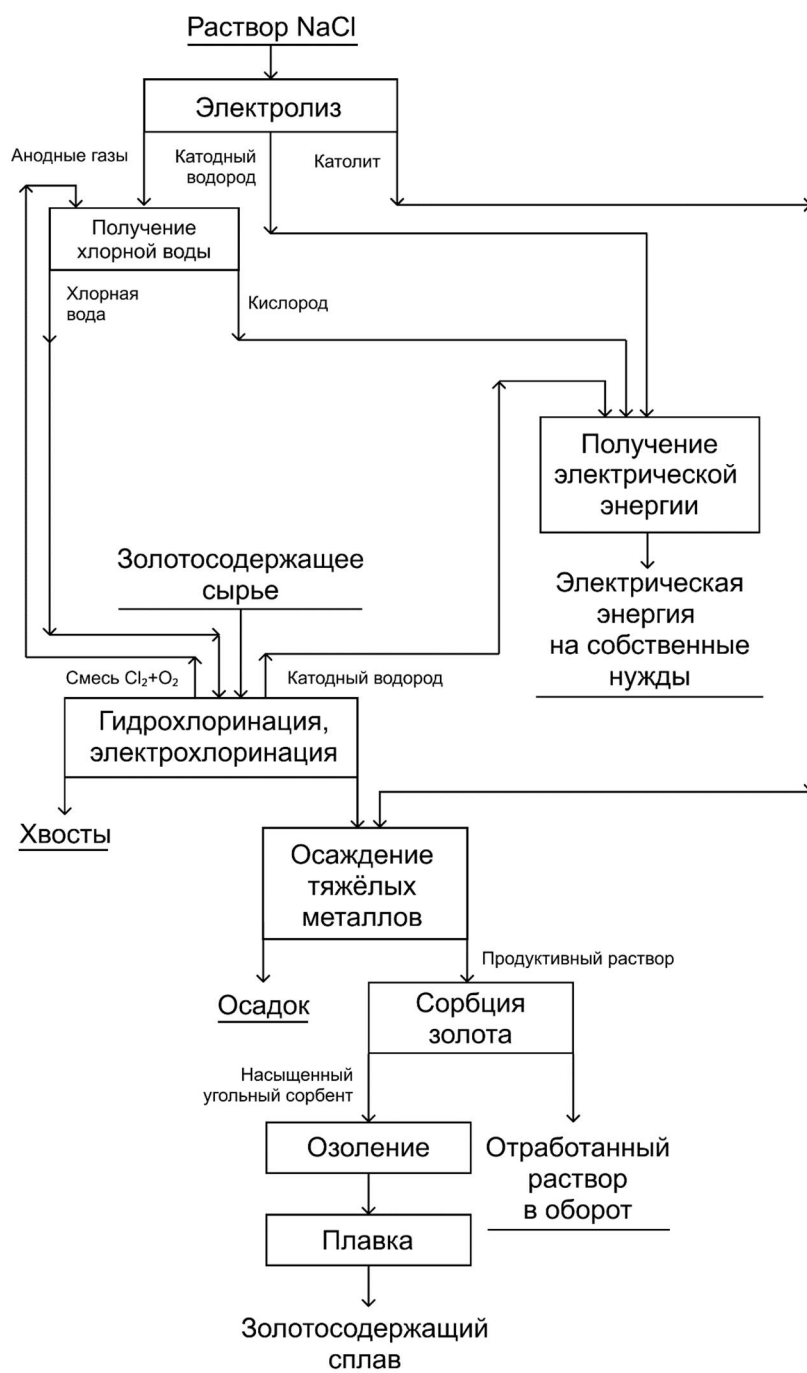 Раствор NaCl
Электролиз
Анодные газы
Катодный
водород
Католит
Получение
хлорной воды
Хлорная
вода
Кислород
Получение
электрической
энергии
Золотосодержащее
сырье
Электрическая
энергия
на собственные
нужды
Смесь Cl₂+O₂
Катодный водород
Гидрохлоринация,
электрохлоринация
Хвосты
Осаждение
тяжёлых
металлов
Продуктивный раствор
Осадок
Сорбция
золота
Насыщенный
угольный сорбент
Озоление
Отработанный
раствор
в оборот
Плавка
Золотосодержащий
сплав